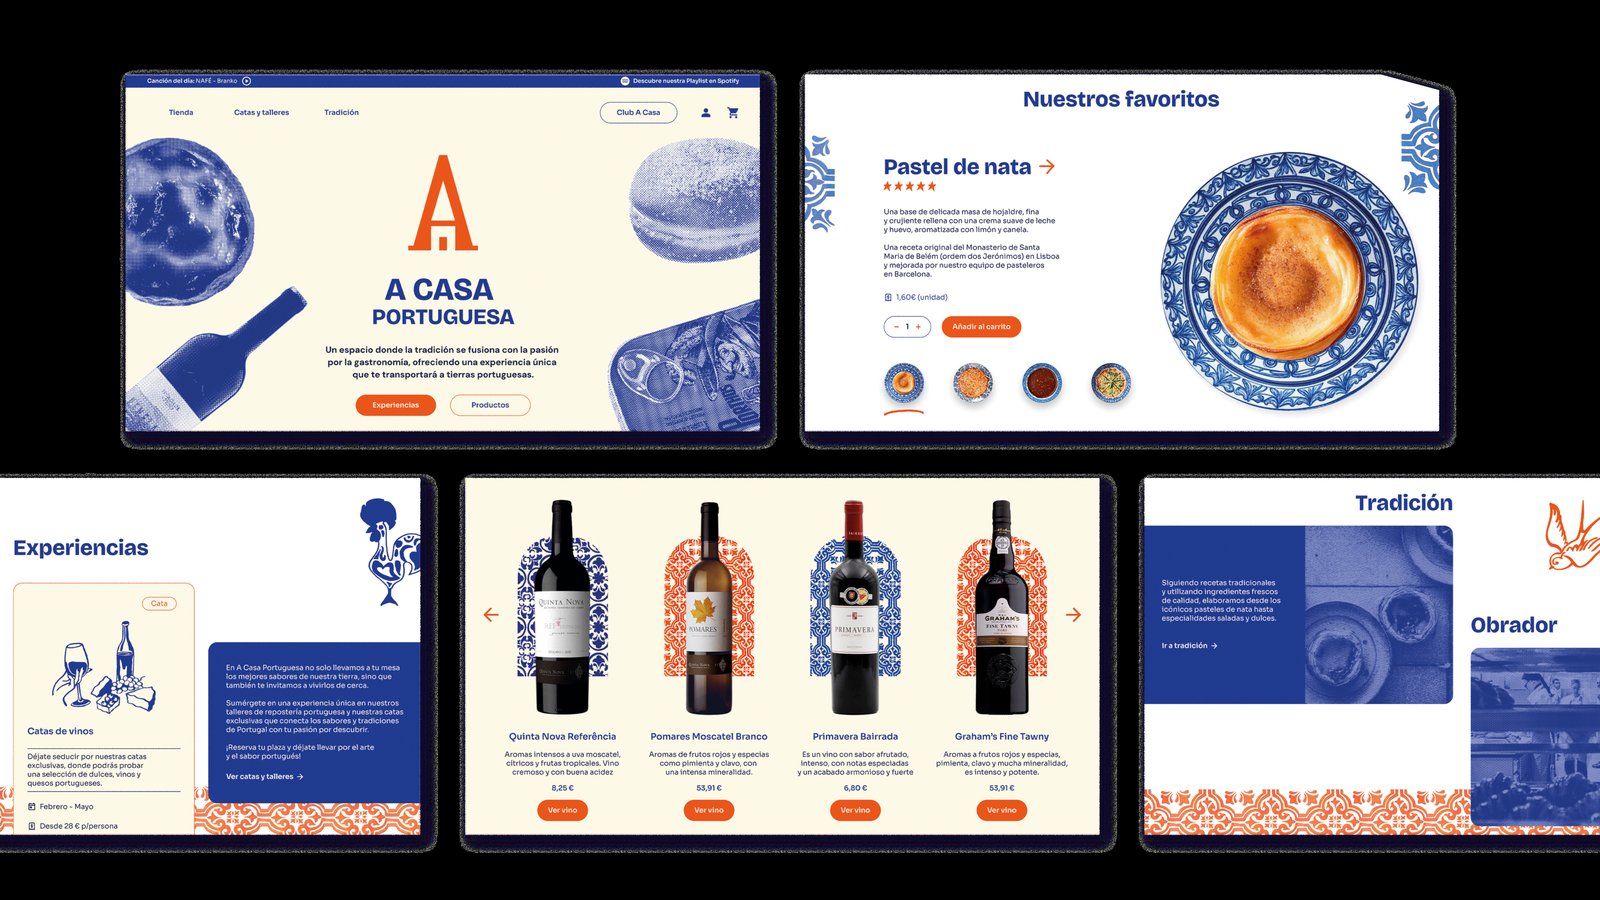 Canción del día: NAFÉ - Branko
Descubre nuestra Playlist en Spotify
Tienda
Catas y talleres
Tradición
Club A Casa
A CASA
PORTUGUESA
Un espacio donde la tradición se fusiona con la pasión
por la gastronomía, ofreciendo una experiencia única
que te transportará a tierras portuguesas.
Experiencias
Productos
Nuestros favoritos
Pastel de nata →
Una base de delicada masa de hojaldre, fina
y crujiente rellena con una crema suave de leche
y huevo, aromatizada con limón y canela.
Una receta original del Monasterio de Santa
Maria de Belém (ordem dos Jerónimos) en Lisboa
y mejorada por nuestro equipo de pasteleros
en Barcelona.
1,60€ (unidad)
− 1 +
Añadir al carrito
Experiencias
Cata
Catas de vinos
Déjate seducir por nuestras catas
exclusivas, donde podrás probar
una selección de dulces, vinos y
quesos portugueses.
Febrero - Mayo
Desde 28 € p/persona
En A Casa Portuguesa no solo llevamos a tu mesa
los mejores sabores de nuestra tierra, sino que
también te invitamos a vivirlos de cerca.
Sumérgete en una experiencia única en nuestros
talleres de repostería portuguesa y nuestras catas
exclusivas que conecta los sabores y tradiciones
de Portugal con tu pasión por descubrir.
¡Reserva tu plaza y déjate llevar por el arte
y el sabor portugués!
Ver catas y talleres →
QUINTA NOVA
POMARES
PRIMAVERA
GRAHAM'S
FINE TAWNY
Quinta Nova Referência
Aromas intensos a uva moscatel,
cítricos y frutas tropicales. Vino
cremoso y con buena acidez
8,25 €
Ver vino
Pomares Moscatel Branco
Aromas de frutos rojos y especias
como pimienta y clavo, con
una intensa mineralidad.
53,91 €
Ver vino
Primavera Bairrada
Es un vino con sabor afrutado,
intenso, con notas especiadas
y un acabado armonioso y fuerte
6,80 €
Ver vino
Graham's Fine Tawny
Aromas a frutos rojos y especias,
pimienta, clavo y mucha mineralidad,
es intenso y potente.
53,91 €
Ver vino
Tradición
Siguiendo recetas tradicionales
y utilizando ingredientes frescos
de calidad, elaboramos desde los
icónicos pasteles de nata hasta
especialidades saladas y dulces.
Ir a tradición →
Obrador